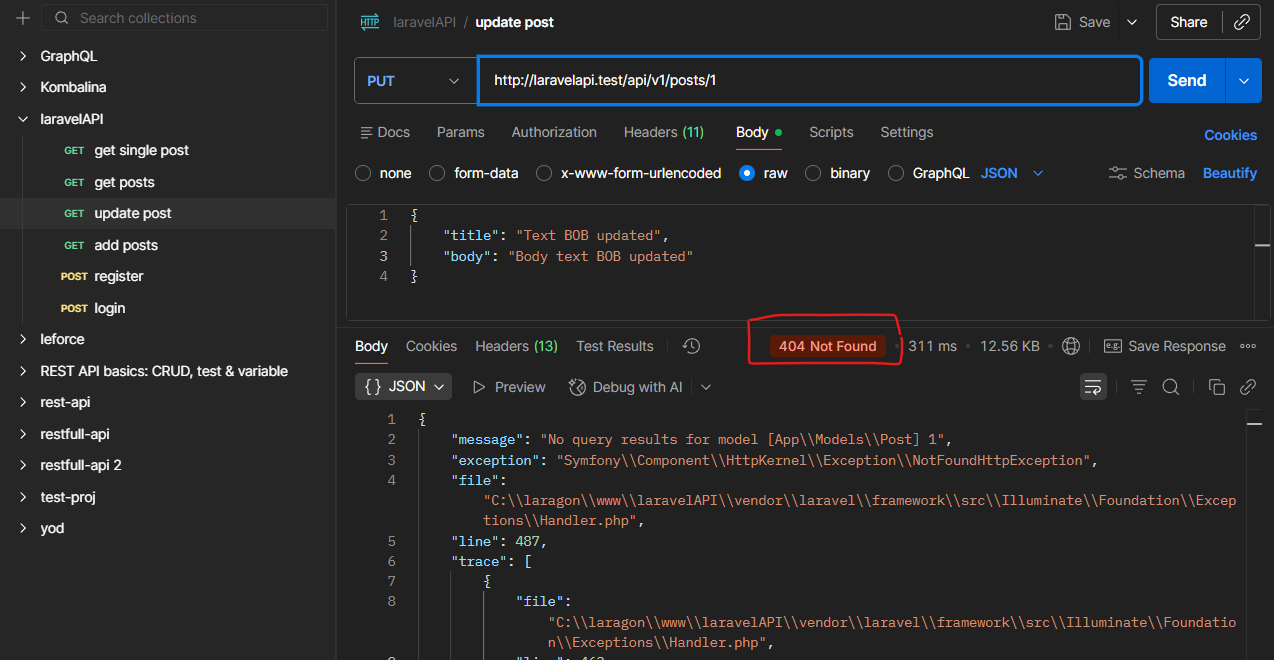 Search collections
GraphQL
Kombalina
laravelAPI
GET get single post
GET get posts
GET update post
GET add posts
POST register
POST login
leforce
REST API basics: CRUD, test & variable
rest-api
restfull-api
restfull-api 2
test-proj
yod
HTTP laravelAPI / update post
Save
Share
PUT
http://laravelapi.test/api/v1/posts/1
Send
Docs Params Authorization Headers (11) Body Scripts Settings
Cookies
none form-data x-www-form-urlencoded raw binary GraphQL JSON
Schema Beautify
1 {
2 "title": "Text BOB updated",
3 "body": "Body text BOB updated"
4 }
Body Cookies Headers (13) Test Results
404 Not Found • 311 ms • 12.56 KB • e.g. Save Response
{} JSON Preview Debug with AI
1 {
2 "message": "No query results for model [App\\Models\\Post] 1",
3 "exception": "Symfony\\Component\\HttpKernel\\Exception\\NotFoundHttpException",
4 "file":
"C:\\laragon\\www\\laravelAPI\\vendor\\laravel\\framework\\src\\Illuminate\\Foundation\\Excep
tions\\Handler.php",
5 "line": 487,
6 "trace": [
7 {
8 "file":
"C:\\laragon\\www\\laravelAPI\\vendor\\laravel\\framework\\src\\Illuminate\\Foundatio
n\\Exceptions\\Handler.php",